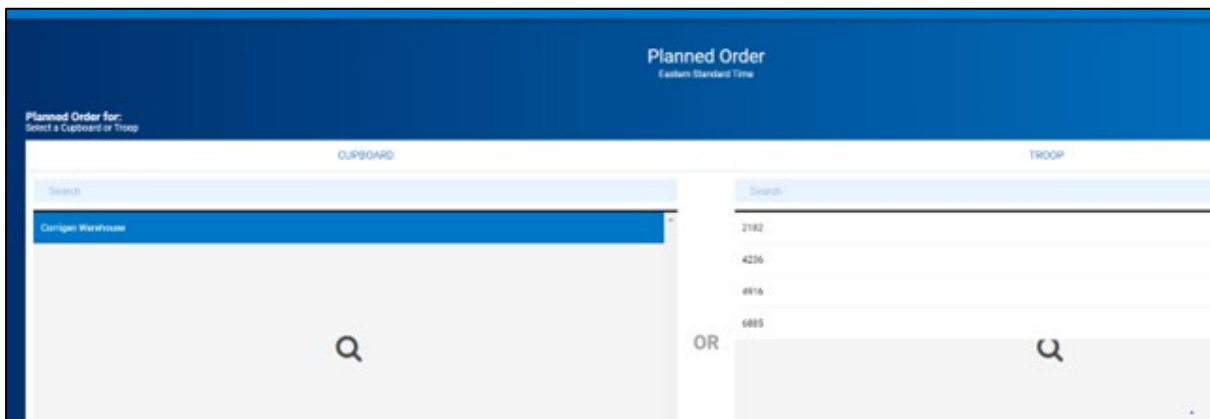 Planned Order
Eastern Standard Time
Planned Order for:
Select a Cupboard or Troop
CUPBOARD
TROOP
Search
Search
Corrigan Warehouse
2182
4236
4916
6885
OR